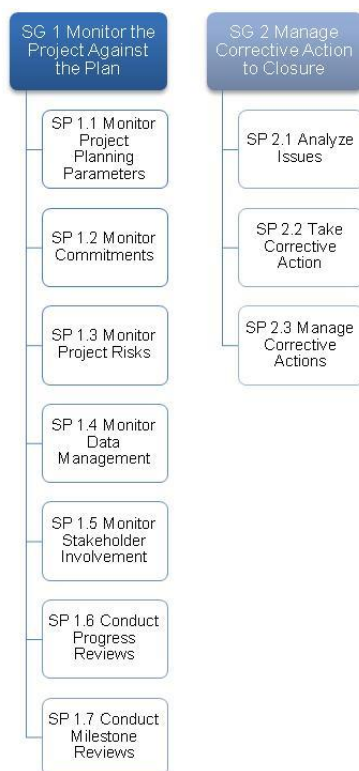 SG 1 Monitor the
Project Against
the Plan
SP 1.1 Monitor
Project
Planning
Parameters
SP 1.2 Monitor
Commitments
SP 1.3 Monitor
Project Risks
SP 1.4 Monitor
Data
Management
SP 1.5 Monitor
Stakeholder
Involvement
SP 1.6 Conduct
Progress
Reviews
SP 1.7 Conduct
Milestone
Reviews
SG 2 Manage
Corrective Action
to Closure
SP 2.1 Analyze
Issues
SP 2.2 Take
Corrective
Action
SP 2.3 Manage
Corrective
Actions